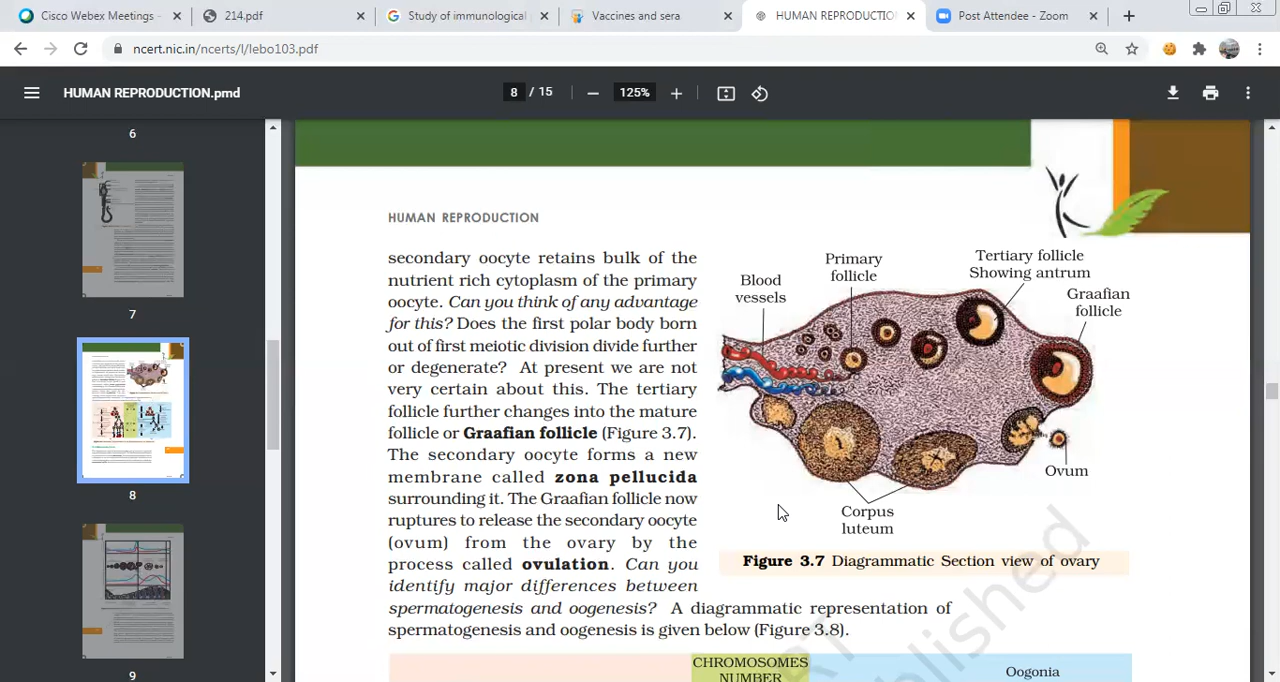 Cisco Webex Meetings -
214.pdf
Study of immunological
Vaccines and sera
HUMAN REPRODUCTIO
Post Attendee - Zoom
ncert.nic.in/ncerts/l/lebo103.pdf
HUMAN REPRODUCTION.pmd
8 / 15
125%
6
7
8
9
HUMAN REPRODUCTION
secondary oocyte retains bulk of the
nutrient rich cytoplasm of the primary
oocyte. Can you think of any advantage
for this? Does the first polar body born
out of first meiotic division divide further
or degenerate? At present we are not
very certain about this. The tertiary
follicle further changes into the mature
follicle or Graafian follicle (Figure 3.7).
The secondary oocyte forms a new
membrane called zona pellucida
surrounding it. The Graafian follicle now
ruptures to release the secondary oocyte
(ovum) from the ovary by the
process called ovulation. Can you
identify major differences between
spermatogenesis and oogenesis? A diagrammatic representation of
spermatogenesis and oogenesis is given below (Figure 3.8).
Blood
vessels
Primary
follicle
Tertiary follicle
Showing antrum
Graafian
follicle
Ovum
Corpus
luteum
Figure 3.7 Diagrammatic Section view of ovary
CHROMOSOMES
NUMBER
Oogonia